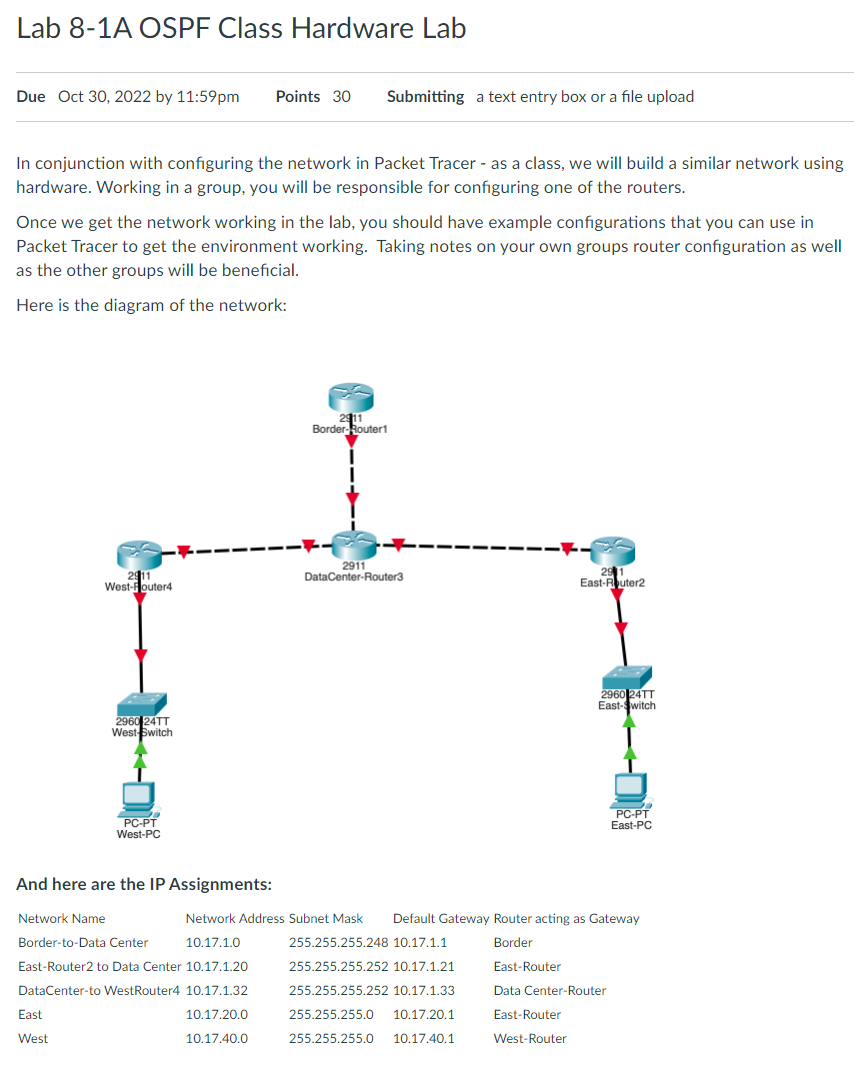 Lab 8-1A OSPF Class Hardware Lab
Due Oct 30, 2022 by 11:59pm Points 30 Submitting a text entry box or a file upload
In conjunction with configuring the network in Packet Tracer - as a class, we will build a similar network using
hardware. Working in a group, you will be responsible for configuring one of the routers.
Once we get the network working in the lab, you should have example configurations that you can use in
Packet Tracer to get the environment working. Taking notes on your own groups router configuration as well
as the other groups will be beneficial.
Here is the diagram of the network:
2911
Border-Router1
2911
West-Router4
2911
DataCenter-Router3
2911
East-Router2
2960 24TT
West-Switch
2960 24TT
East-Switch
PC-PT
West-PC
PC-PT
East-PC
And here are the IP Assignments:
Network Name Network Address Subnet Mask Default Gateway Router acting as Gateway
Border-to-Data Center 10.17.1.0 255.255.255.248 10.17.1.1 Border
East-Router2 to Data Center 10.17.1.20 255.255.255.252 10.17.1.21 East-Router
DataCenter-to WestRouter4 10.17.1.32 255.255.255.252 10.17.1.33 Data Center-Router
East 10.17.20.0 255.255.255.0 10.17.20.1 East-Router
West 10.17.40.0 255.255.255.0 10.17.40.1 West-Router